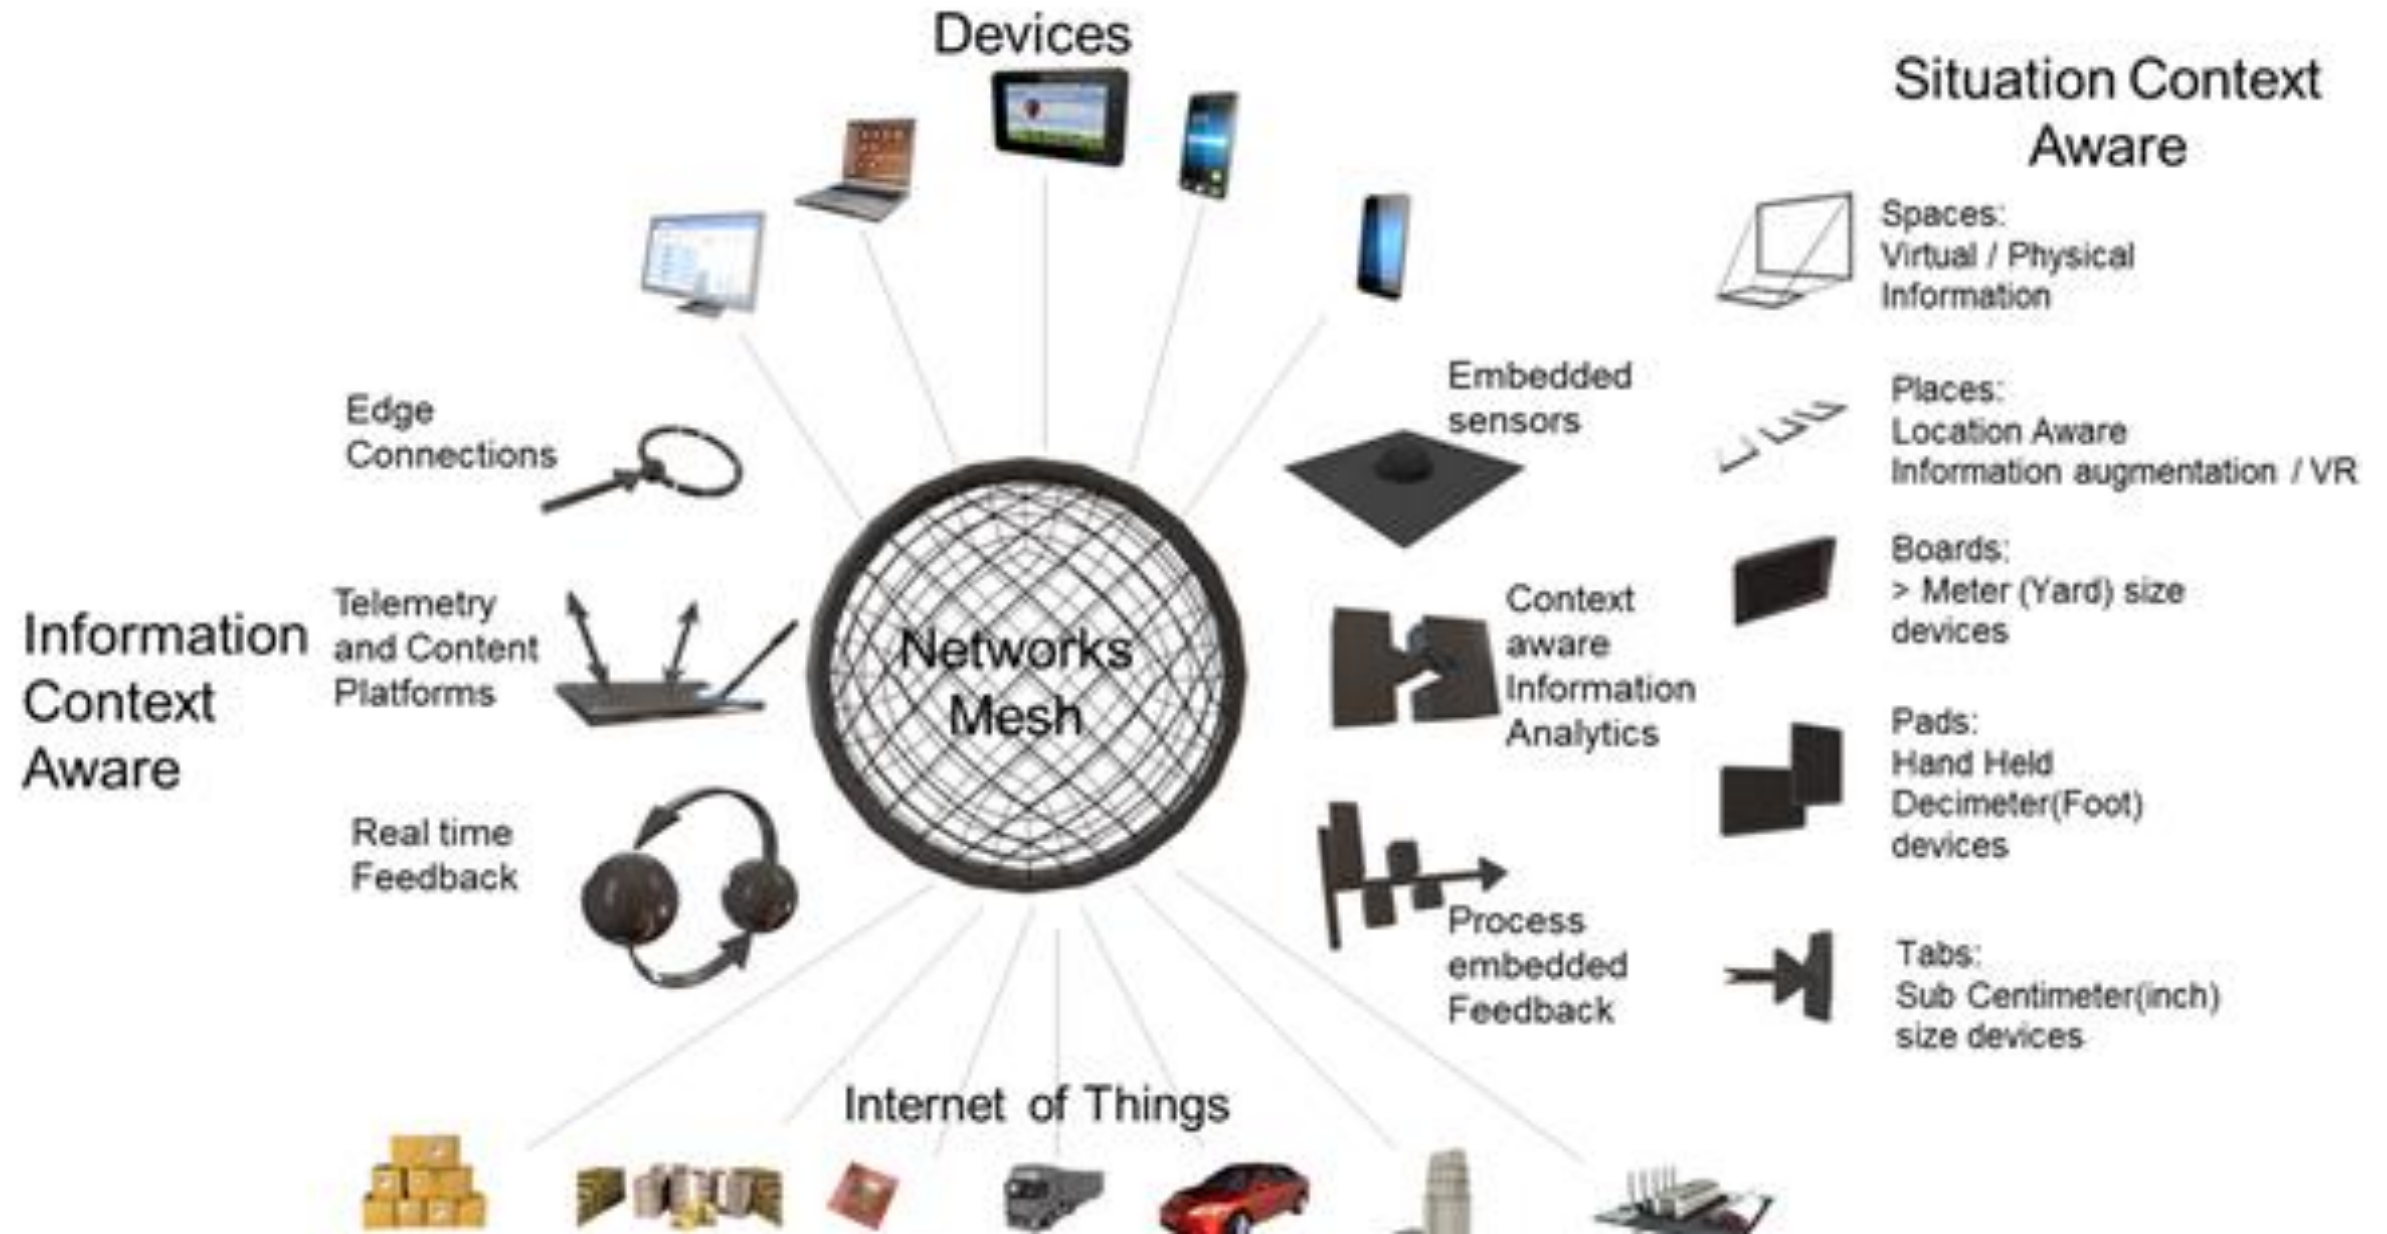 Devices
Situation Context
Aware
Spaces:
Virtual / Physical
Information
Edge
Connections
Embedded
sensors
Places:
Location Aware
Information augmentation / VR
Boards:
> Meter (Yard) size
devices
Information
Context
Aware
Telemetry
and Content
Platforms
Networks
Mesh
Context
aware
Information
Analytics
Pads:
Hand Held
Decimeter(Foot)
devices
Real time
Feedback
Process
embedded
Feedback
Tabs:
Sub Centimeter(inch)
size devices
Internet of Things